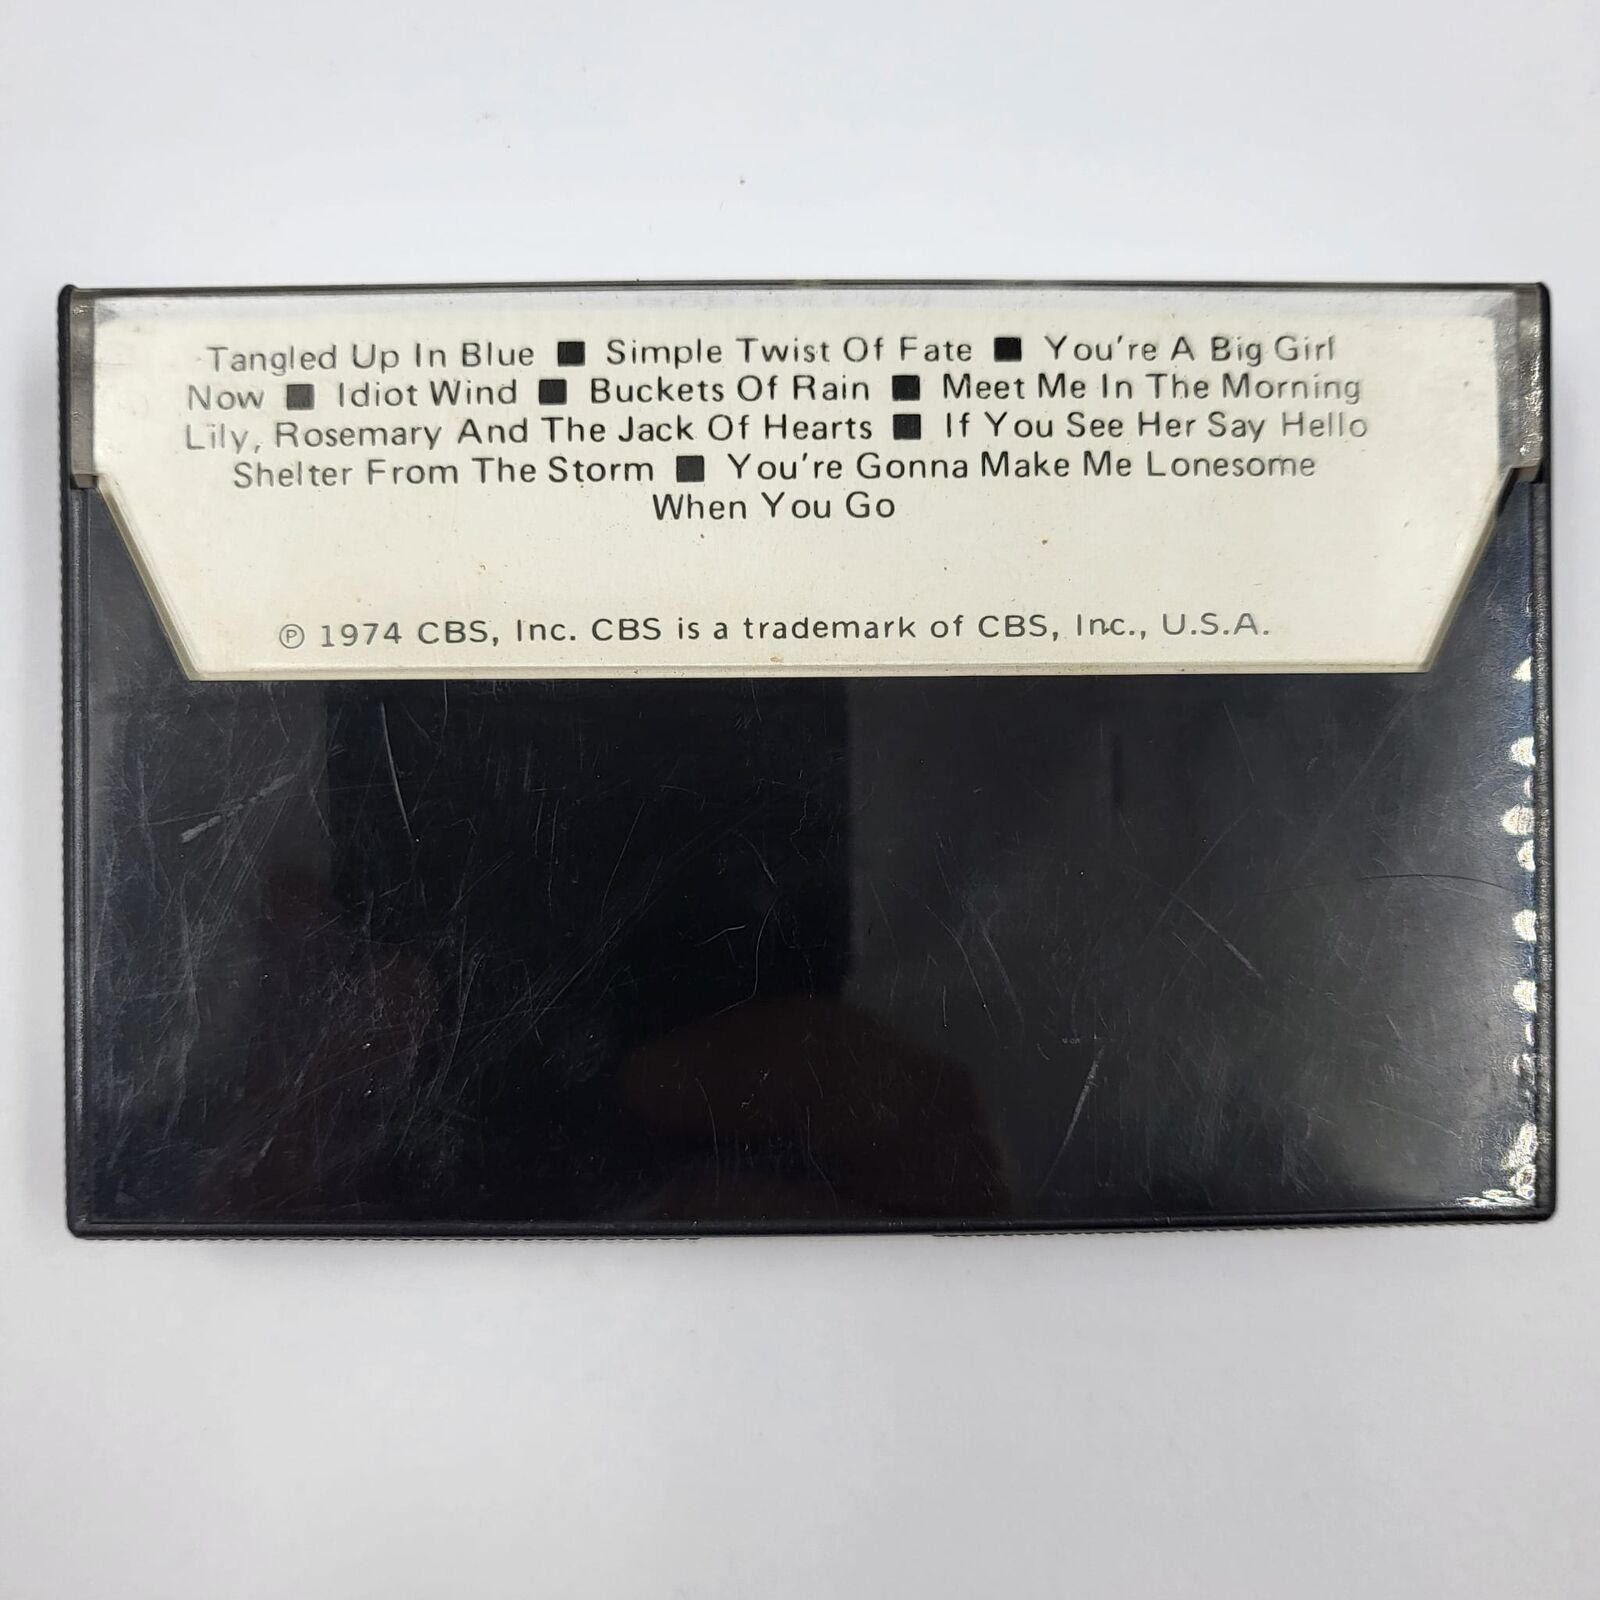 Tangled Up In Blue ■ Simple Twist Of Fate ■ You're A Big Girl
Now ■ Idiot Wind ■ Buckets Of Rain ■ Meet Me In The Morning
Lily, Rosemary And The Jack Of Hearts ■ If You See Her Say Hello
Shelter From The Storm ■ You're Gonna Make Me Lonesome
When You Go
℗ 1974 CBS, Inc. CBS is a trademark of CBS, Inc., U.S.A.